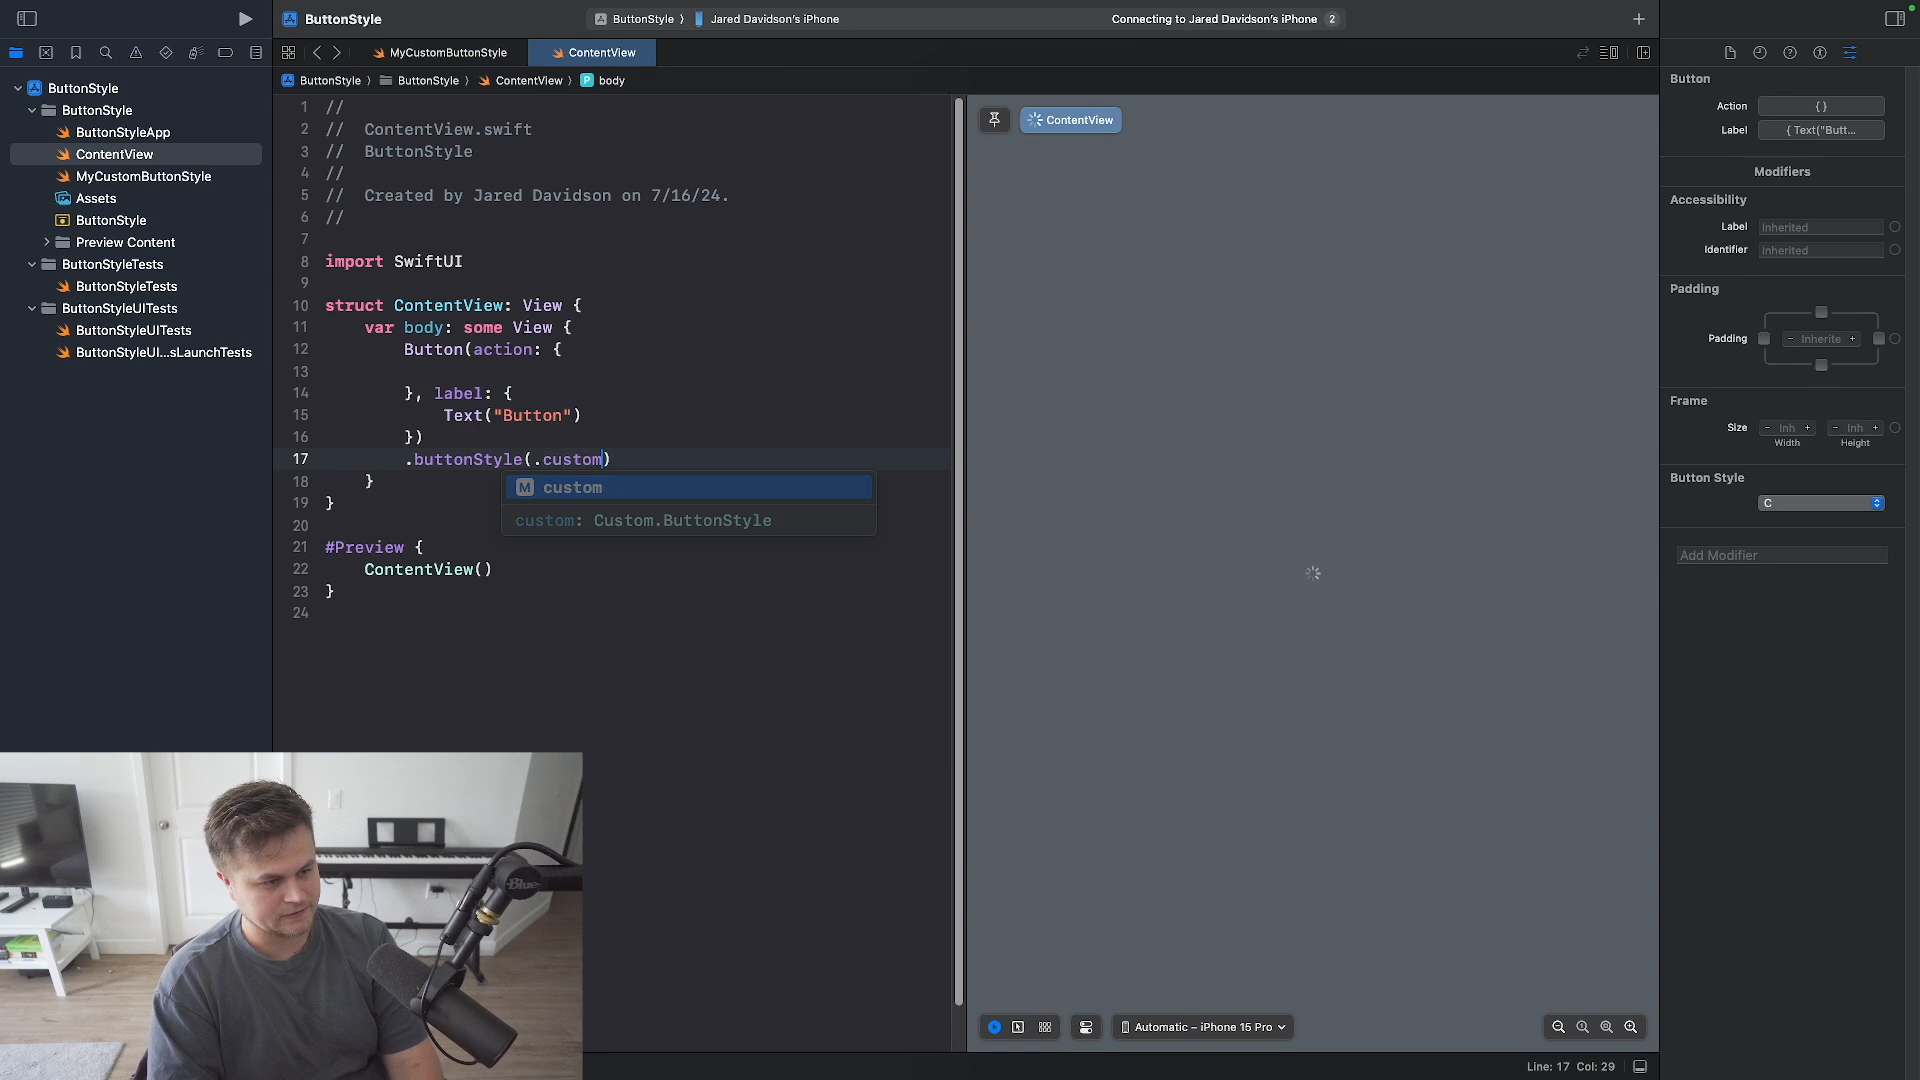 ButtonStyle
ButtonStyle 〉 Jared Davidson's iPhone
Connecting to Jared Davidson's iPhone 2
MyCustomButtonStyle
ContentView
ButtonStyle 〉 ButtonStyle 〉 ContentView 〉 P body
ButtonStyle
ButtonStyle
ButtonStyleApp
ContentView
MyCustomButtonStyle
Assets
ButtonStyle
Preview Content
ButtonStyleTests
ButtonStyleTests
ButtonStyleUITests
ButtonStyleUITests
ButtonStyleUI...sLaunchTests
1 //
2 // ContentView.swift
3 // ButtonStyle
4 //
5 // Created by Jared Davidson on 7/16/24.
6 //
7
8 import SwiftUI
9
10 struct ContentView: View {
11 var body: some View {
12 Button(action: {
13
14 }, label: {
15 Text("Button")
16 })
17 .buttonStyle(.custom)
18 }
19 }
20
21 #Preview {
22 ContentView()
23 }
24
M custom
custom: Custom.ButtonStyle
ContentView
Automatic – iPhone 15 Pro
Button
Action { }
Label { Text("Butt...
Modifiers
Accessibility
Label Inherited
Identifier Inherited
Padding
Padding − Inherite +
Frame
Size − Inh + − Inh +
Width Height
Button Style
C
Add Modifier
Line: 17 Col: 29
Blue